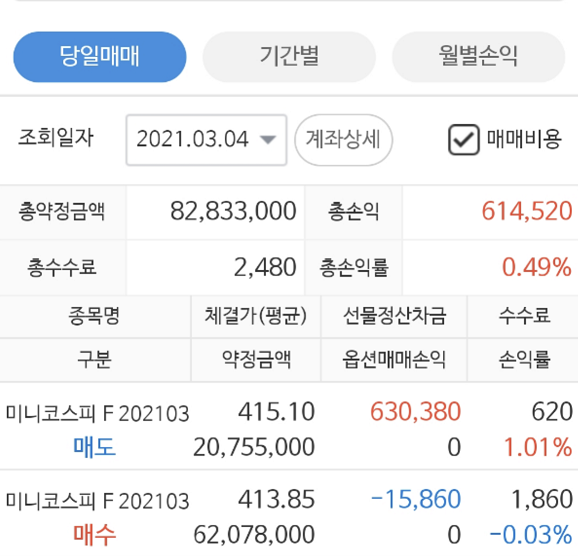 당일매매 기간별 월별손익
조회일자 2021.03.04 계좌상세 매매비용
총약정금액 82,833,000 총손익 614,520
총수수료 2,480 총손익률 0.49%
종목명 체결가(평균) 선물정산차금 수수료
구분 약정금액 옵션매매손익 손익률
미니코스피 F 202103 415.10 630,380 620
매도 20,755,000 0 1.01%
미니코스피 F 202103 413.85 -15,860 1,860
매수 62,078,000 0 -0.03%